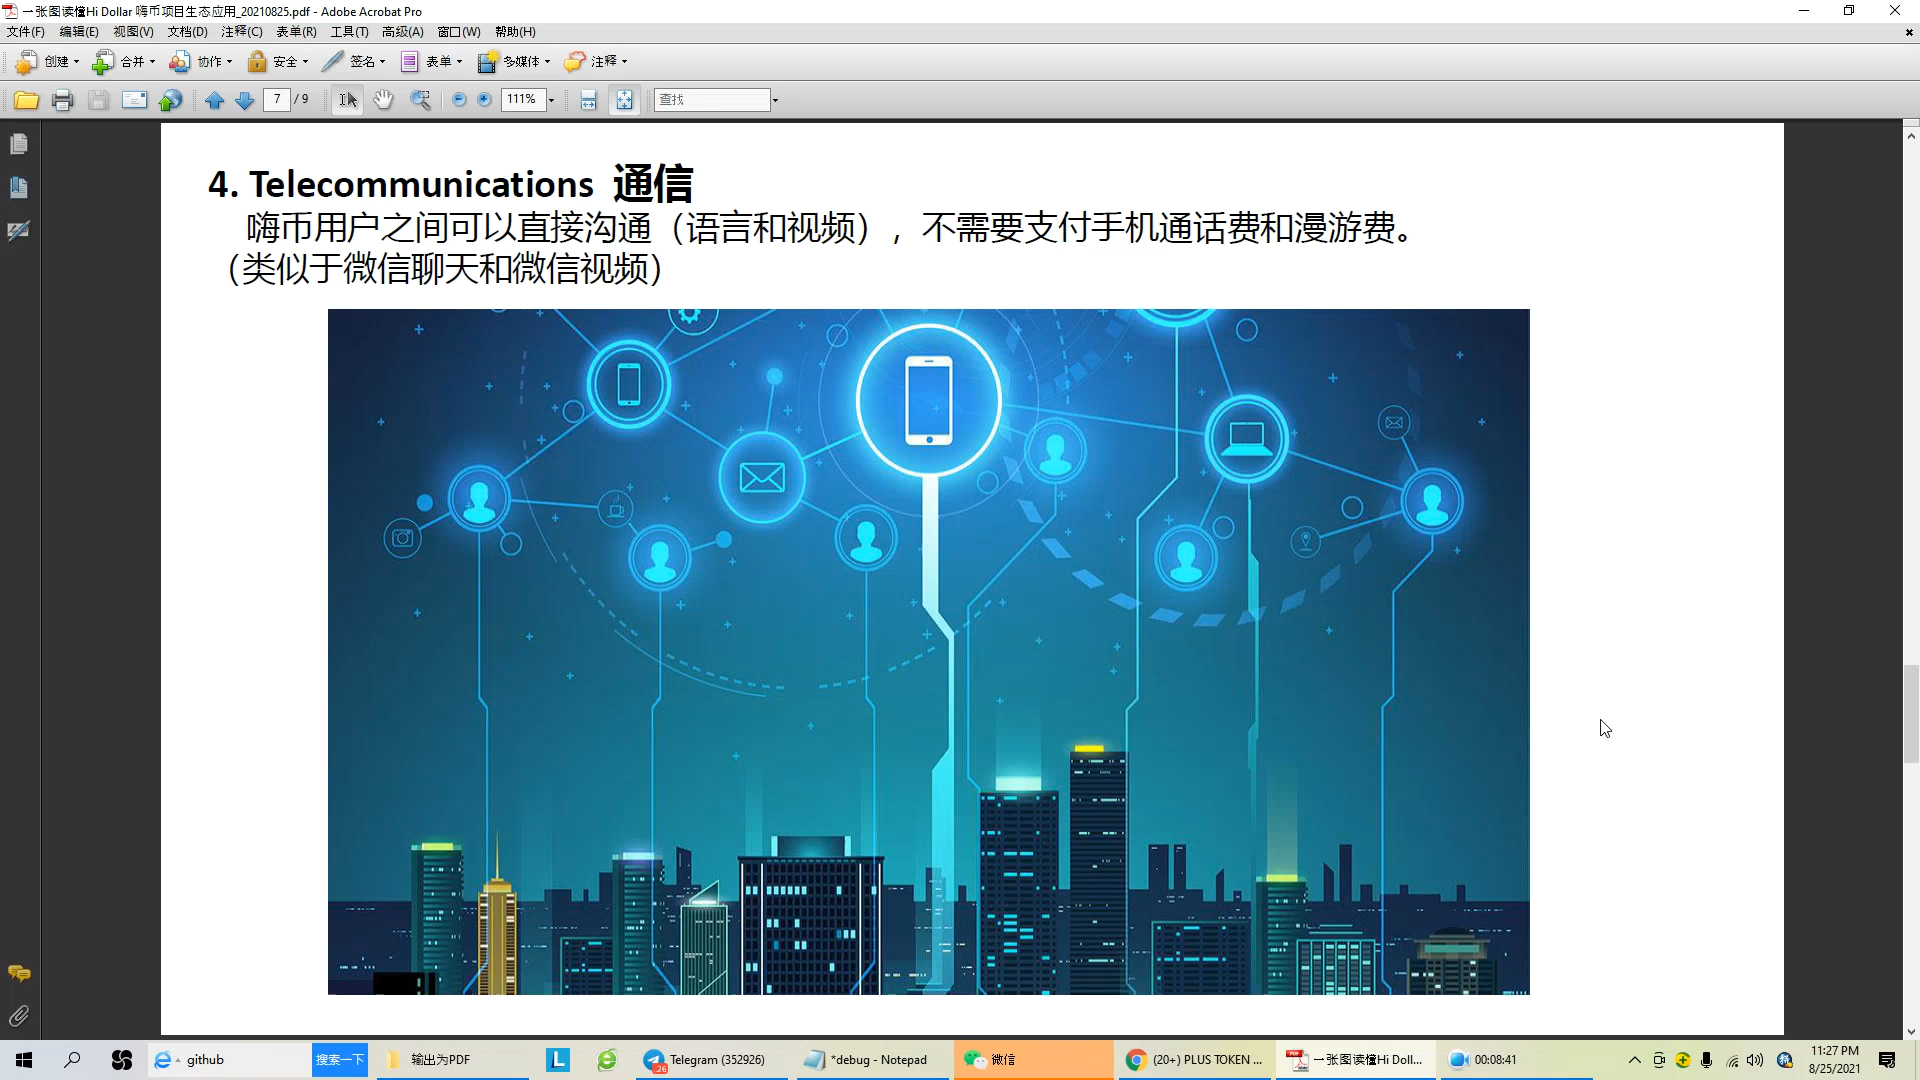 一张图读懂Hi Dollar 嗨币项目生态应用_20210825.pdf - Adobe Acrobat Pro
文件(F) 编辑(E) 视图(V) 文档(D) 注释(C) 表单(R) 工具(T) 高级(A) 窗口(W) 帮助(H)
创建 合并 协作 安全 签名 表单 多媒体 注释
7 / 9 111% 查找
4. Telecommunications 通信
嗨币用户之间可以直接沟通（语言和视频），不需要支付手机通话费和漫游费。
（类似于微信聊天和微信视频）
github 搜索一下 输出为PDF L Telegram (352926) *debug - Notepad 微信 (20+) PLUS TOKEN ... 一张图读懂Hi Doll... 00:08:41
11:27 PM
8/25/2021